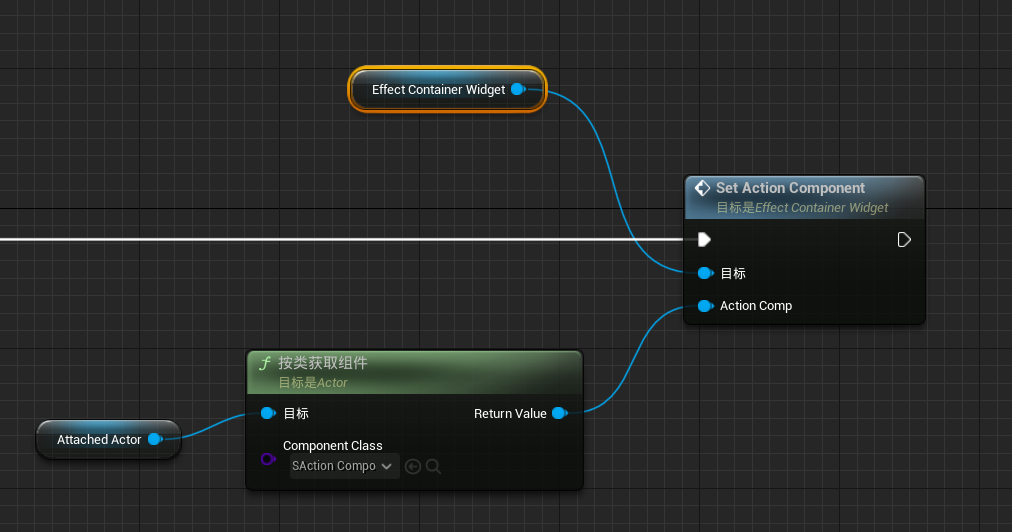 Effect Container Widget
Set Action Component
目标是Effect Container Widget
目标
Action Comp
按类获取组件
目标是Actor
目标
Return Value
Attached Actor
Component Class
SAction Compo